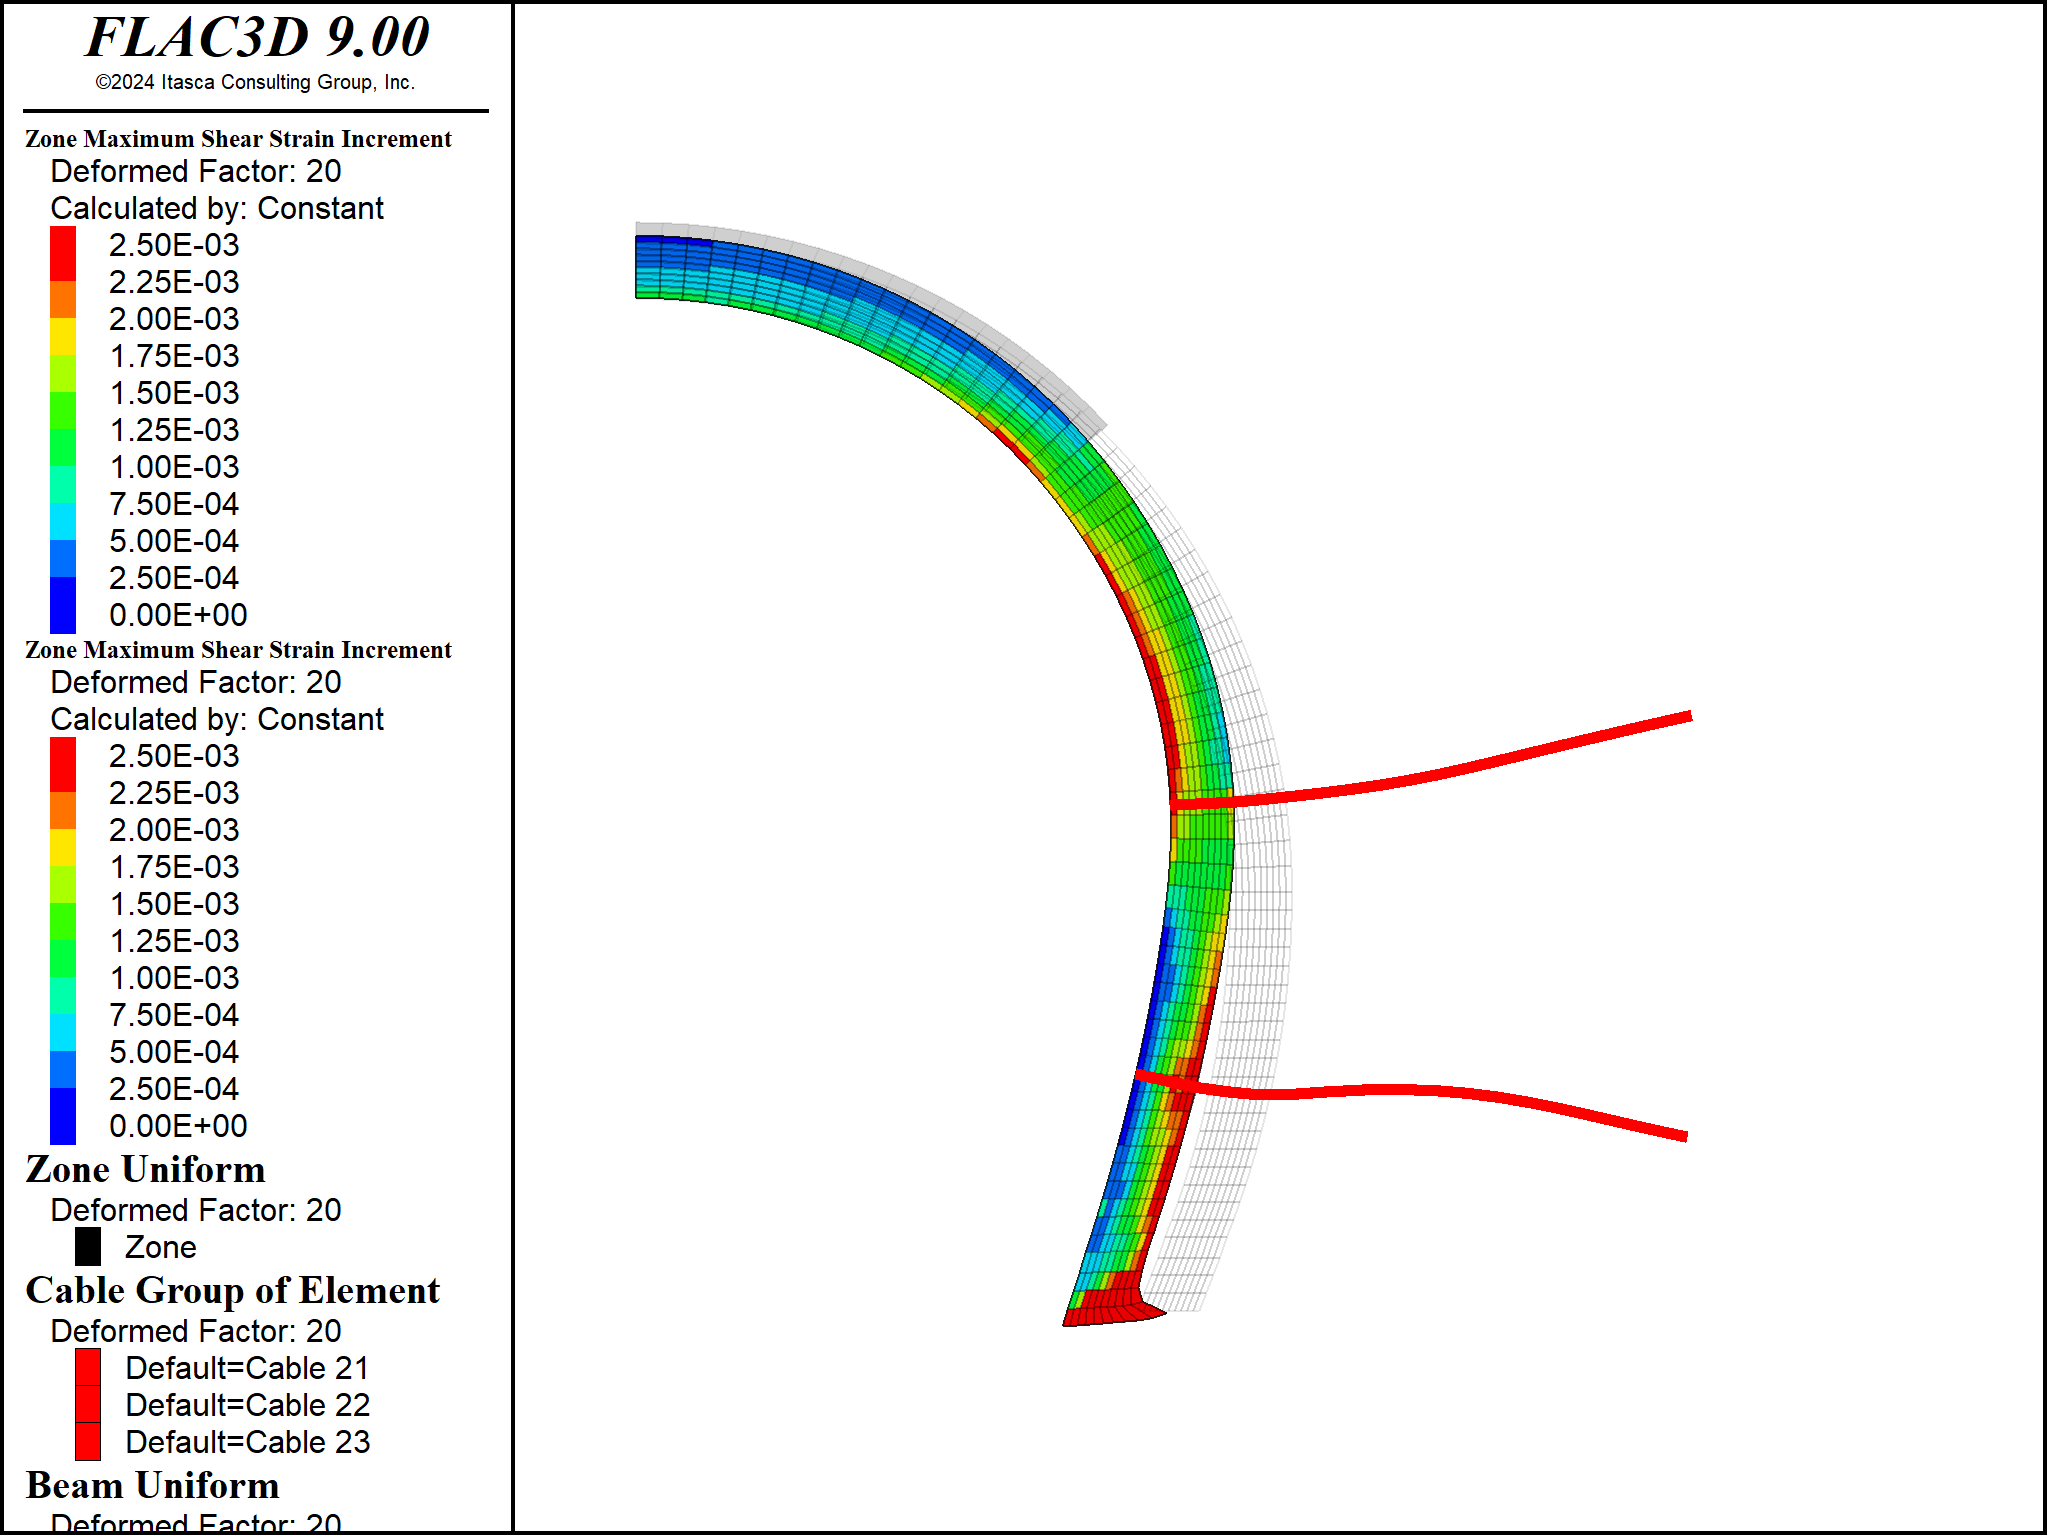 FLAC3D 9.00
©2024 Itasca Consulting Group, Inc.
Zone Maximum Shear Strain Increment
Deformed Factor: 20
Calculated by: Constant
2.50E-03
2.25E-03
2.00E-03
1.75E-03
1.50E-03
1.25E-03
1.00E-03
7.50E-04
5.00E-04
2.50E-04
0.00E+00
Zone Maximum Shear Strain Increment
Deformed Factor: 20
Calculated by: Constant
2.50E-03
2.25E-03
2.00E-03
1.75E-03
1.50E-03
1.25E-03
1.00E-03
7.50E-04
5.00E-04
2.50E-04
0.00E+00
Zone Uniform
Deformed Factor: 20
Zone
Cable Group of Element
Deformed Factor: 20
Default=Cable 21
Default=Cable 22
Default=Cable 23
Beam Uniform
Deformed Factor: 20